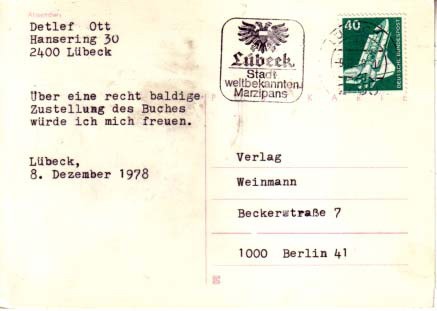 Absender:
Detlef Ott
Hansering 30
2400 Lübeck
Über eine recht baldige
Zustellung des Buches
würde ich mich freuen.
Lübeck,
8. Dezember 1978
Lübeck.
Stadt
weltbekannten
Marzipans
40
DEUTSCHE BUNDESPOST
Verlag
Weinmann
Beckerstraße 7
1000 Berlin 41